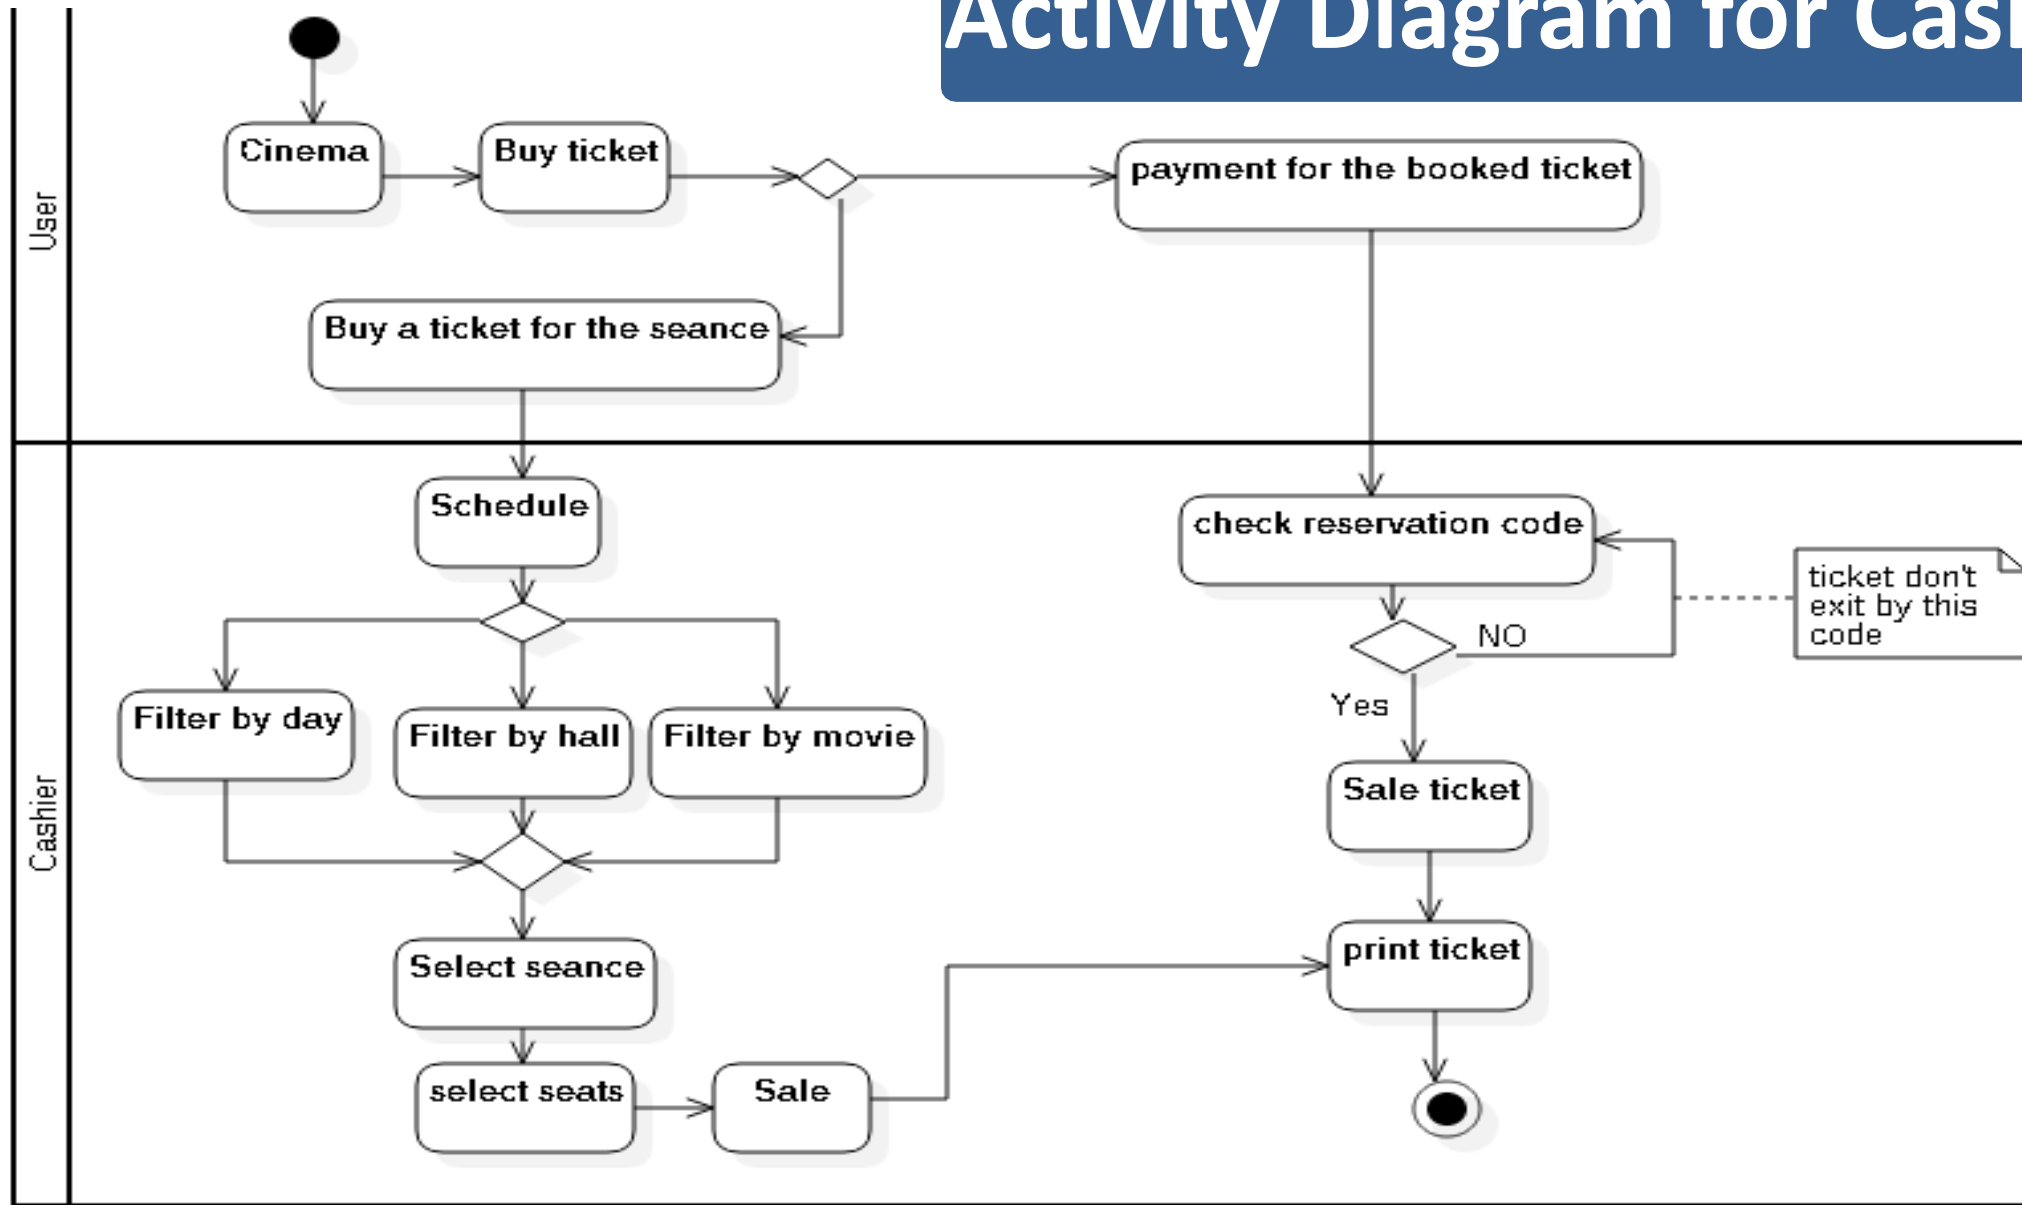 Activity Diagram for
User
Cinema
Buy ticket
payment for the booked ticket
Buy a ticket for the seance
Cashier
Schedule
check reservation code
ticket don't
exit by this
code
NO
Yes
Filter by day
Filter by hall
Filter by movie
Sale ticket
print ticket
Select seance
select seats
Sale